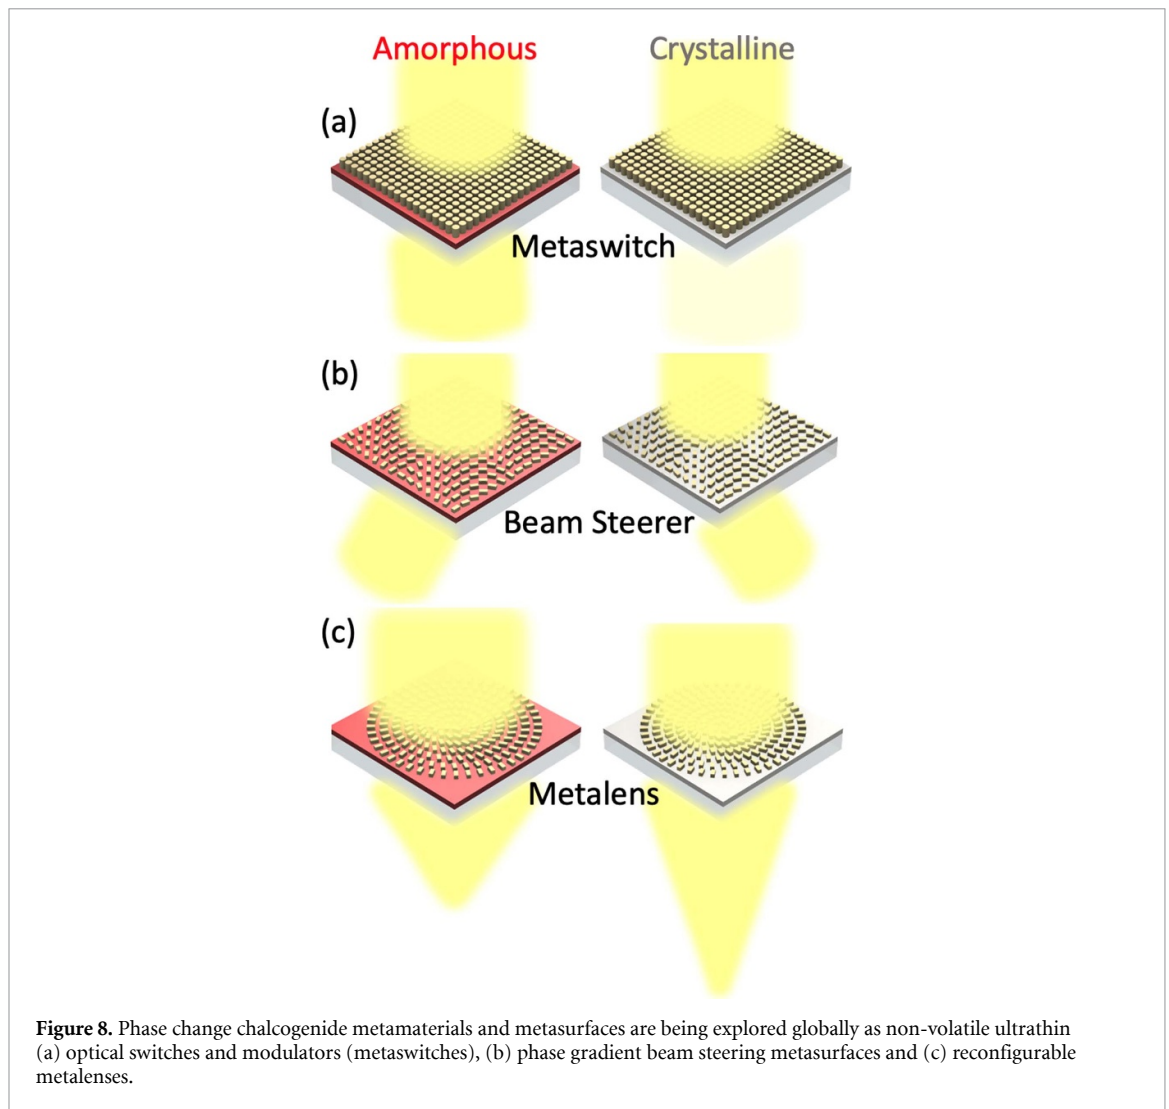 Amorphous
Crystalline
(a)
Metaswitch
(b)
Beam Steerer
(c)
Metalens
Figure 8. Phase change chalcogenide metamaterials and metasurfaces are being explored globally as non-volatile ultrathin
(a) optical switches and modulators (metaswitches), (b) phase gradient beam steering metasurfaces and (c) reconfigurable
metalenses.